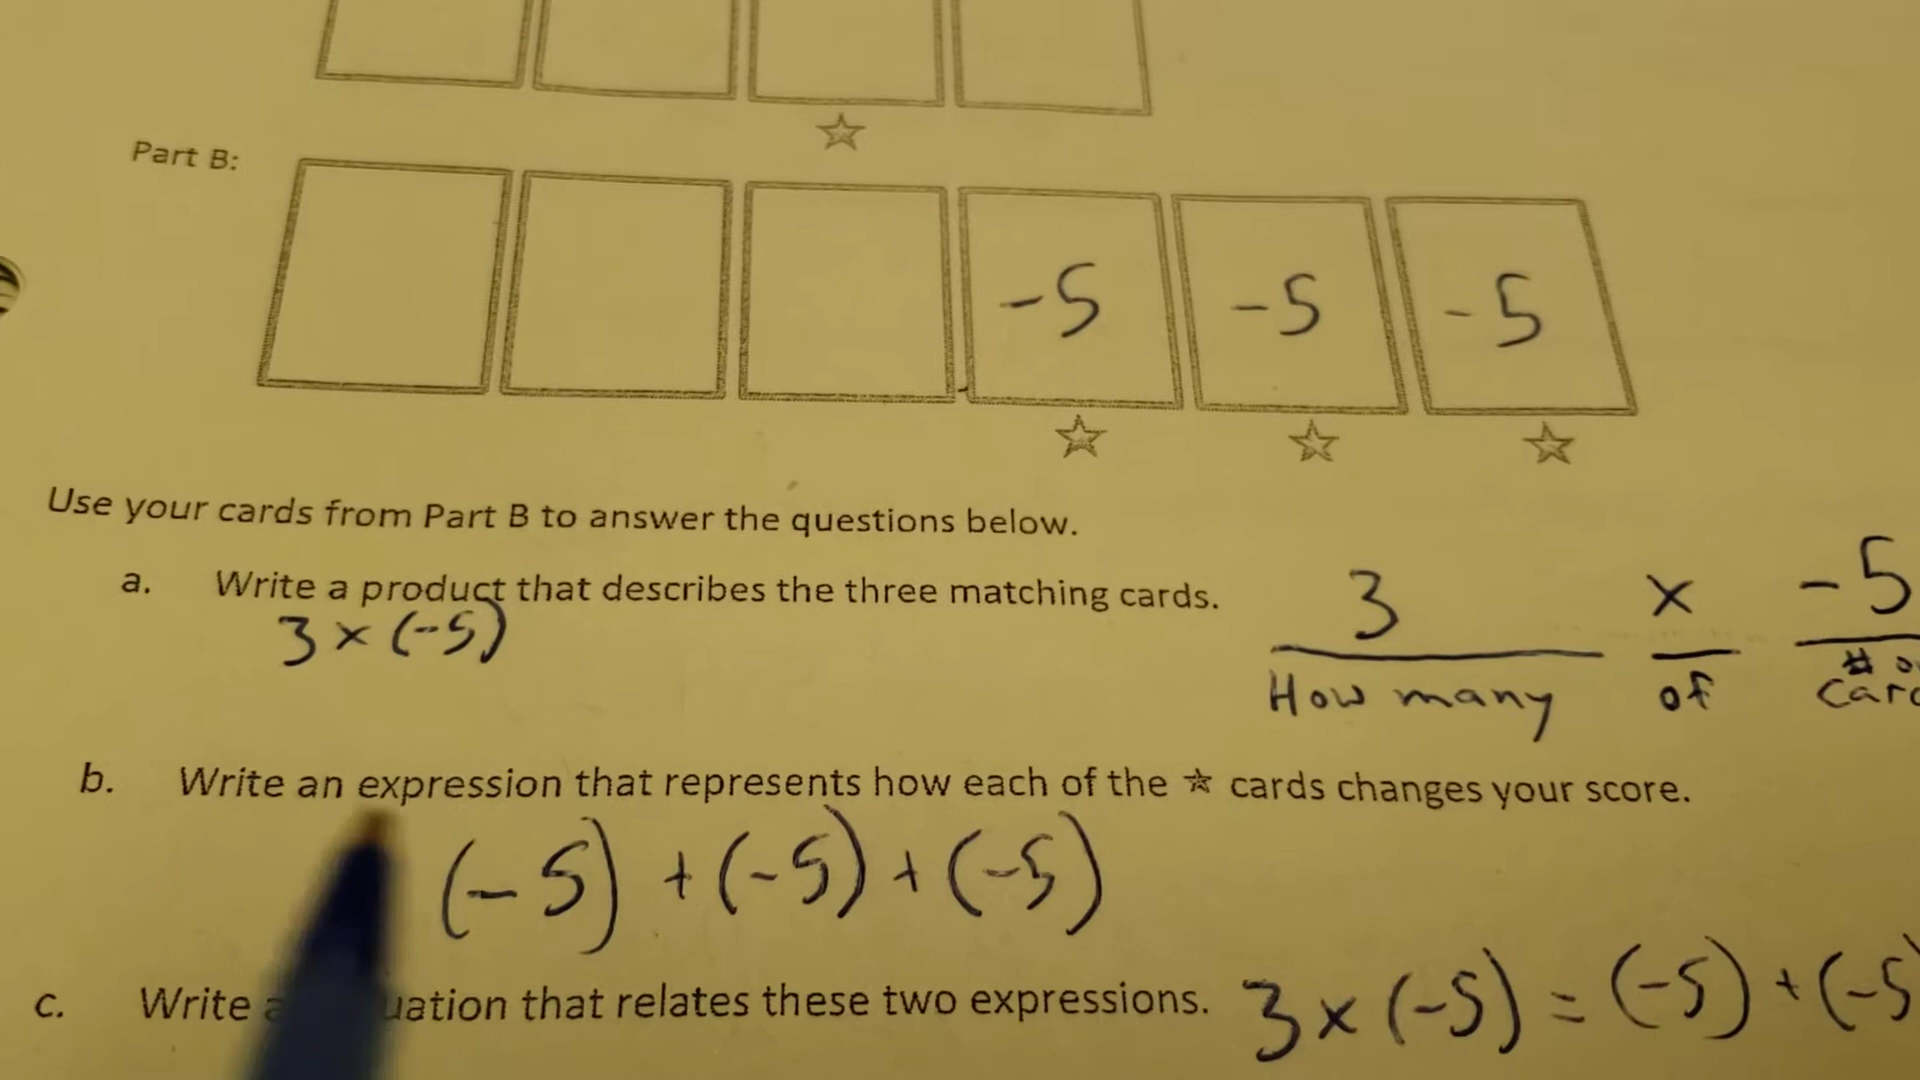 Part B:
-5 -5 -5
Use your cards from Part B to answer the questions below.
a. Write a product that describes the three matching cards.
3 × (-5)
3 × -5
How many of #
b. Write an expression that represents how each of the ☆ cards changes your score.
(-5) + (-5) + (-5)
c. Write that relates these two expressions. 3 × (-5) = (-5) + (-5